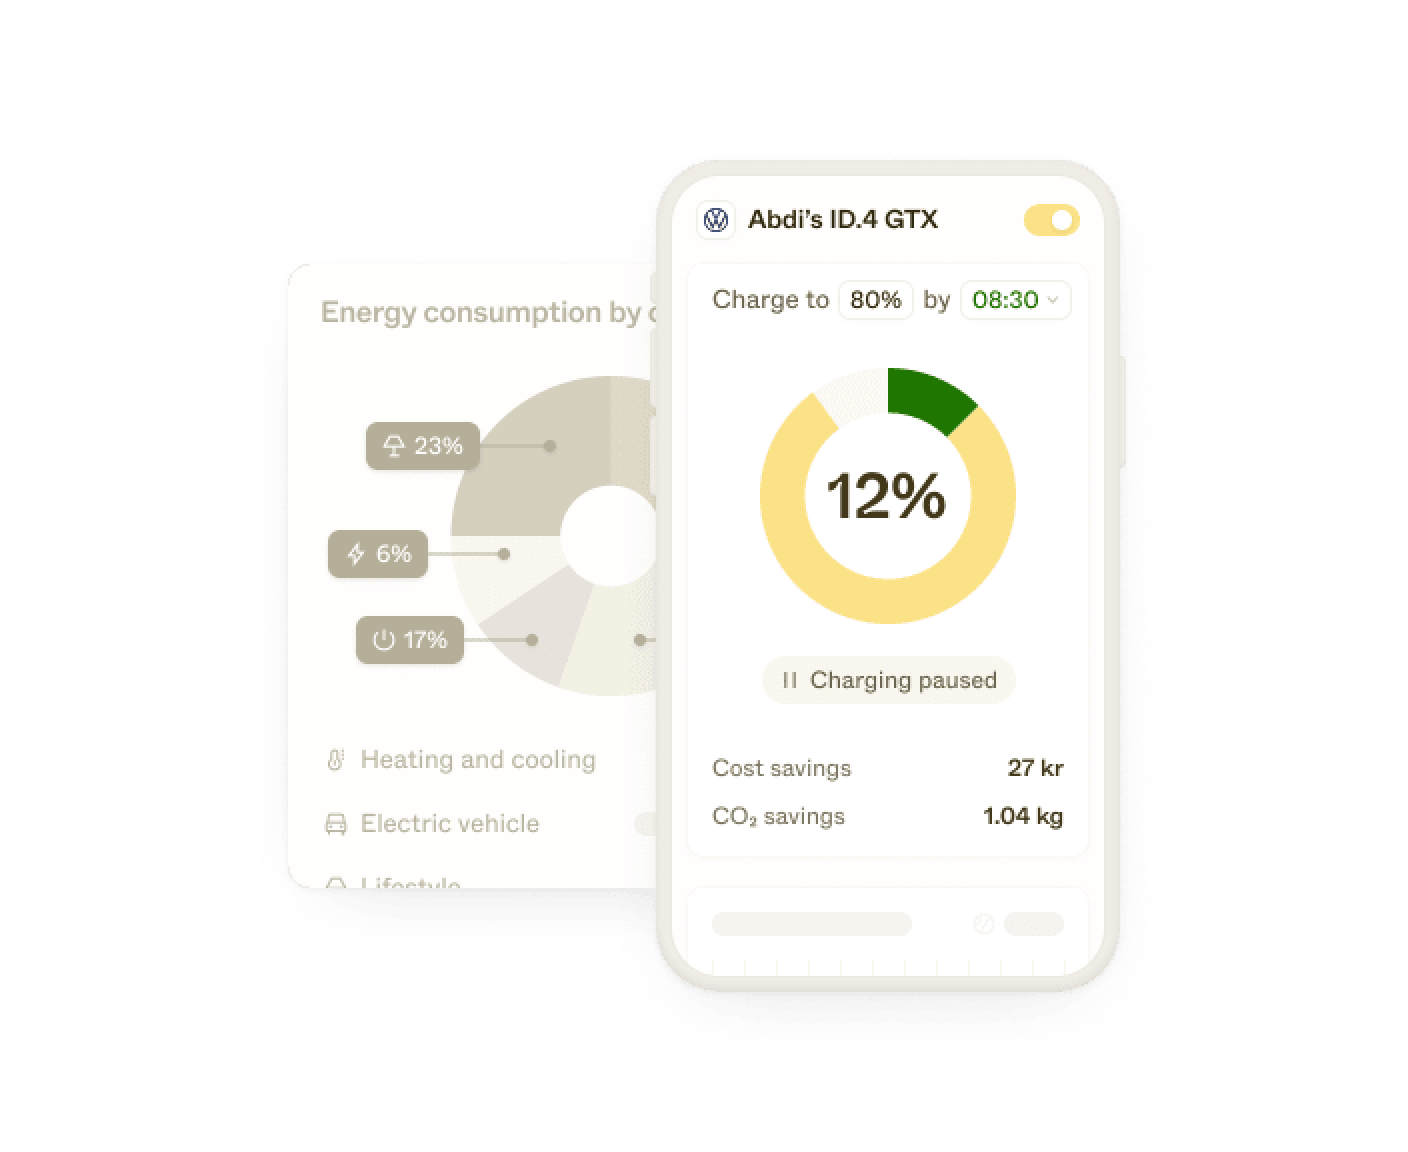 Energy consumption by
23%
6%
17%
Heating and cooling
Electric vehicle
Lifestyle
Abdi's ID.4 GTX
Charge to 80% by 08:30
12%
Charging paused
Cost savings 27 kr
CO₂ savings 1.04 kg